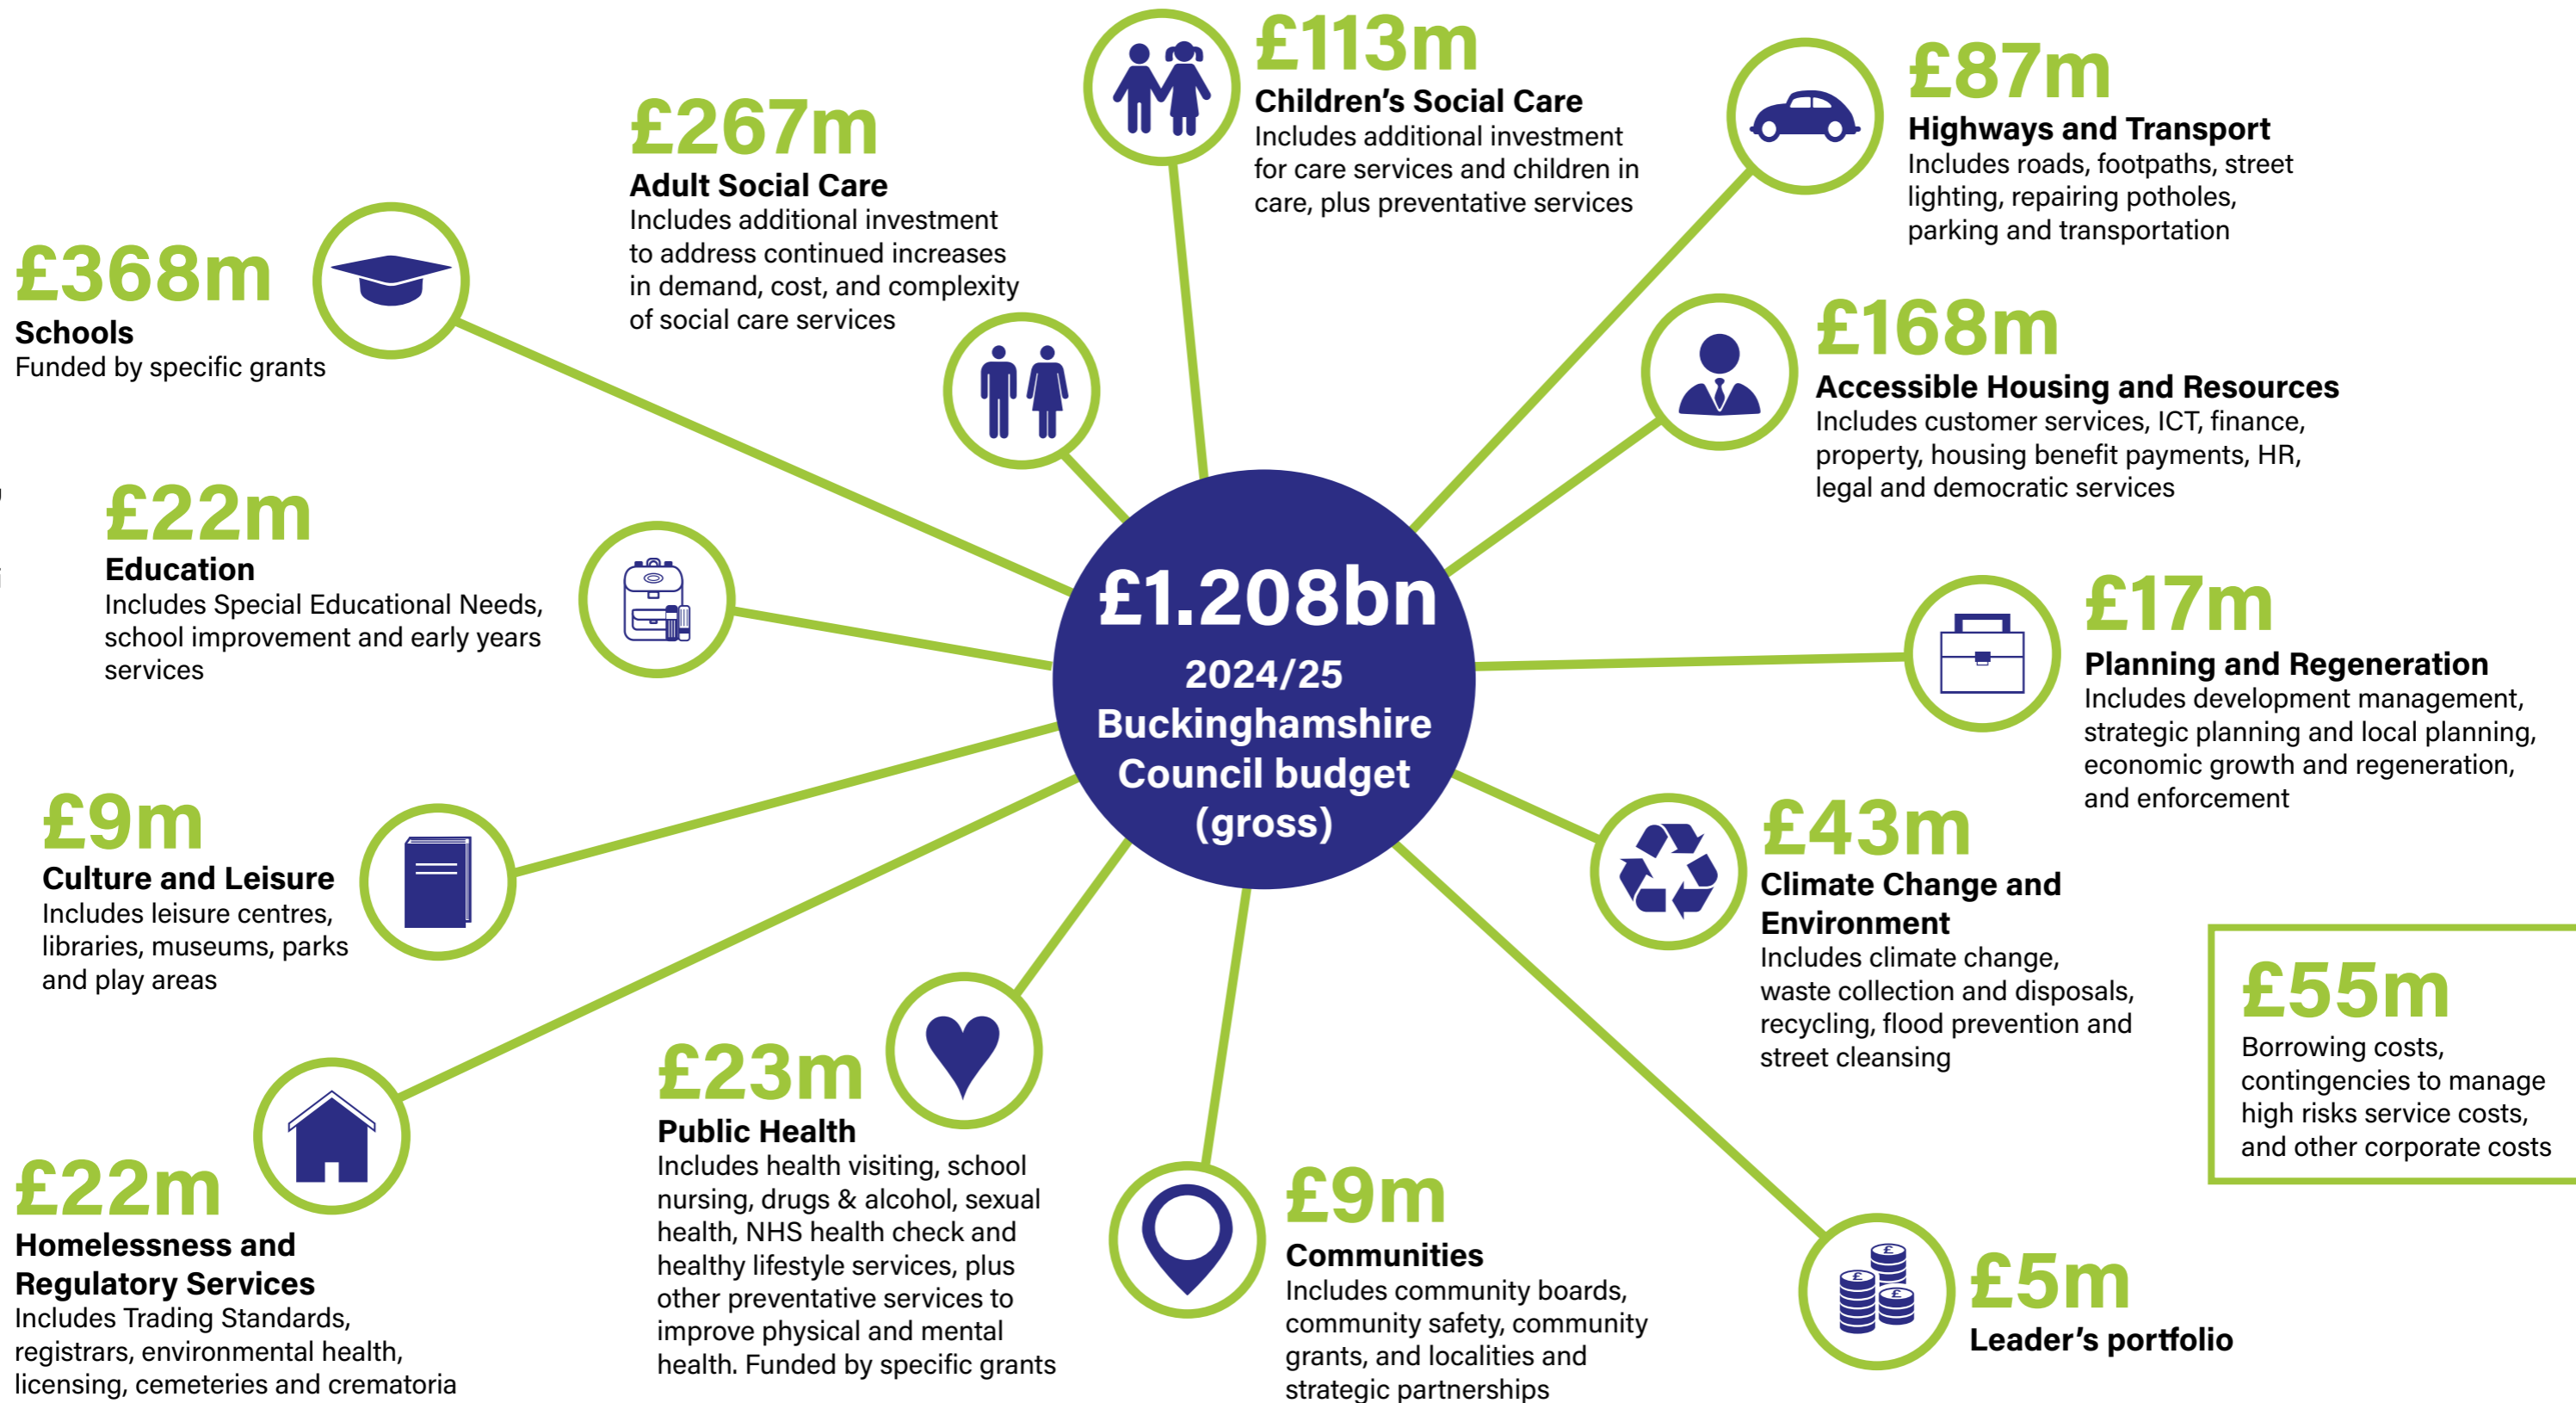 £113m
Children's Social Care
Includes additional investment
for care services and children in
care, plus preventative services
£87m
Highways and Transport
Includes roads, footpaths, street
lighting, repairing potholes,
parking and transportation
£267m
Adult Social Care
Includes additional investment
to address continued increases
in demand, cost, and complexity
of social care services
£368m
Schools
Funded by specific grants
£168m
Accessible Housing and Resources
Includes customer services, ICT, finance,
property, housing benefit payments, HR,
legal and democratic services
£22m
Education
Includes Special Educational Needs,
school improvement and early years
services
£1.208bn
2024/25
Buckinghamshire
Council budget
(gross)
£17m
Planning and Regeneration
Includes development management,
strategic planning and local planning,
economic growth and regeneration,
and enforcement
£9m
Culture and Leisure
Includes leisure centres,
libraries, museums, parks
and play areas
£43m
Climate Change and
Environment
Includes climate change,
waste collection and disposals,
recycling, flood prevention and
street cleansing
£55m
Borrowing costs,
contingencies to manage
high risks service costs,
and other corporate costs
£22m
Homelessness and
Regulatory Services
Includes Trading Standards,
registrars, environmental health,
licensing, cemeteries and crematoria
£23m
Public Health
Includes health visiting, school
nursing, drugs & alcohol, sexual
health, NHS health check and
healthy lifestyle services, plus
other preventative services to
improve physical and mental
health. Funded by specific grants
£9m
Communities
Includes community boards,
community safety, community
grants, and localities and
strategic partnerships
£
£
£
£5m
Leader's portfolio